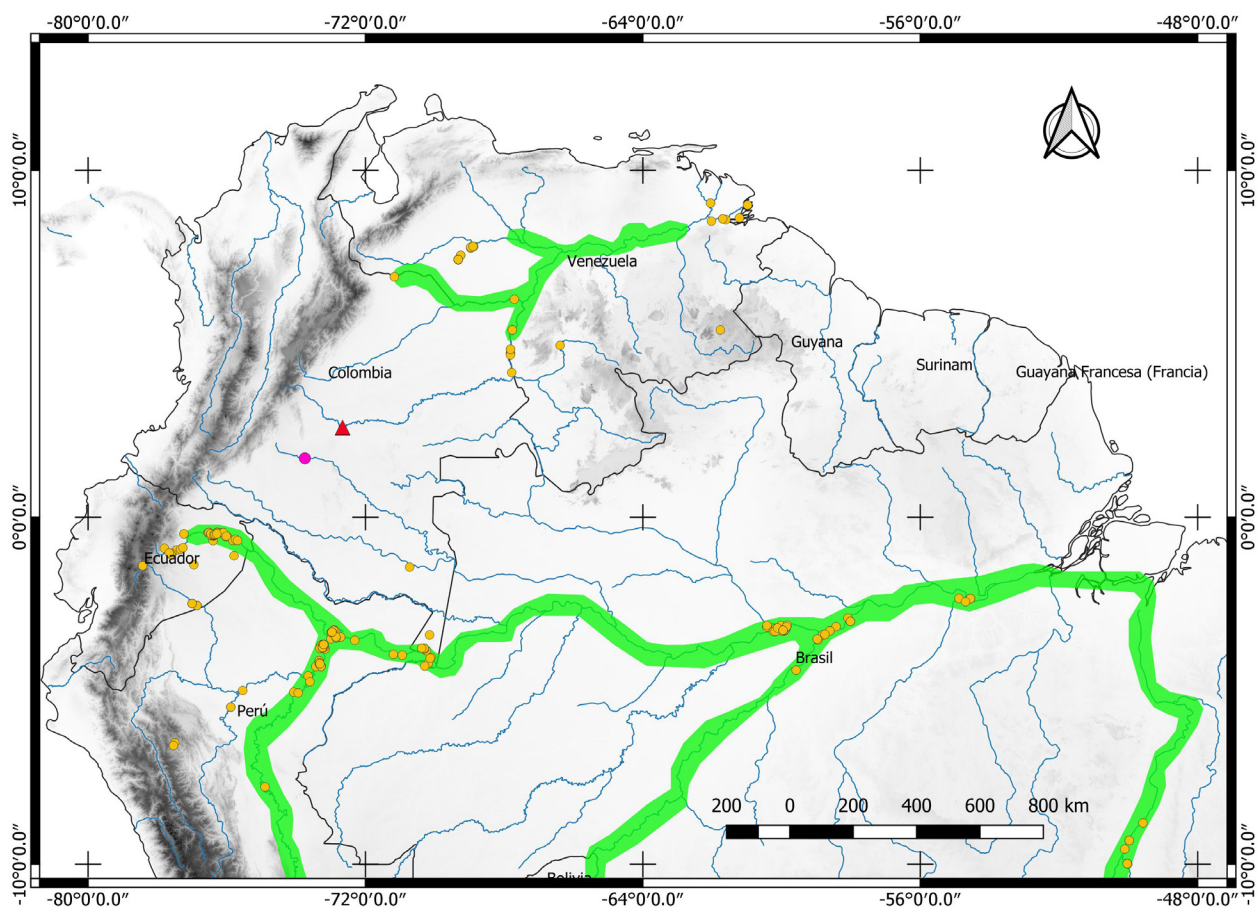 -80°0′0.0″ -72°0′0.0″ -64°0′0.0″ -56°0′0.0″ -48°0′0.0″
10°0′0.0″ 10°0′0.0″
Venezuela
Guyana
Surinam
Colombia
Guayana Francesa (Francia)
0°0′0.0″ 0°0′0.0″
Ecuador
Brasil
Perú
200 0 200 400 600 800 km
-10°0′0.0″ -10°0′0.0″
Bolivia
-80°0′0.0″ -72°0′0.0″ -64°0′0.0″ -56°0′0.0″ -48°0′0.0″